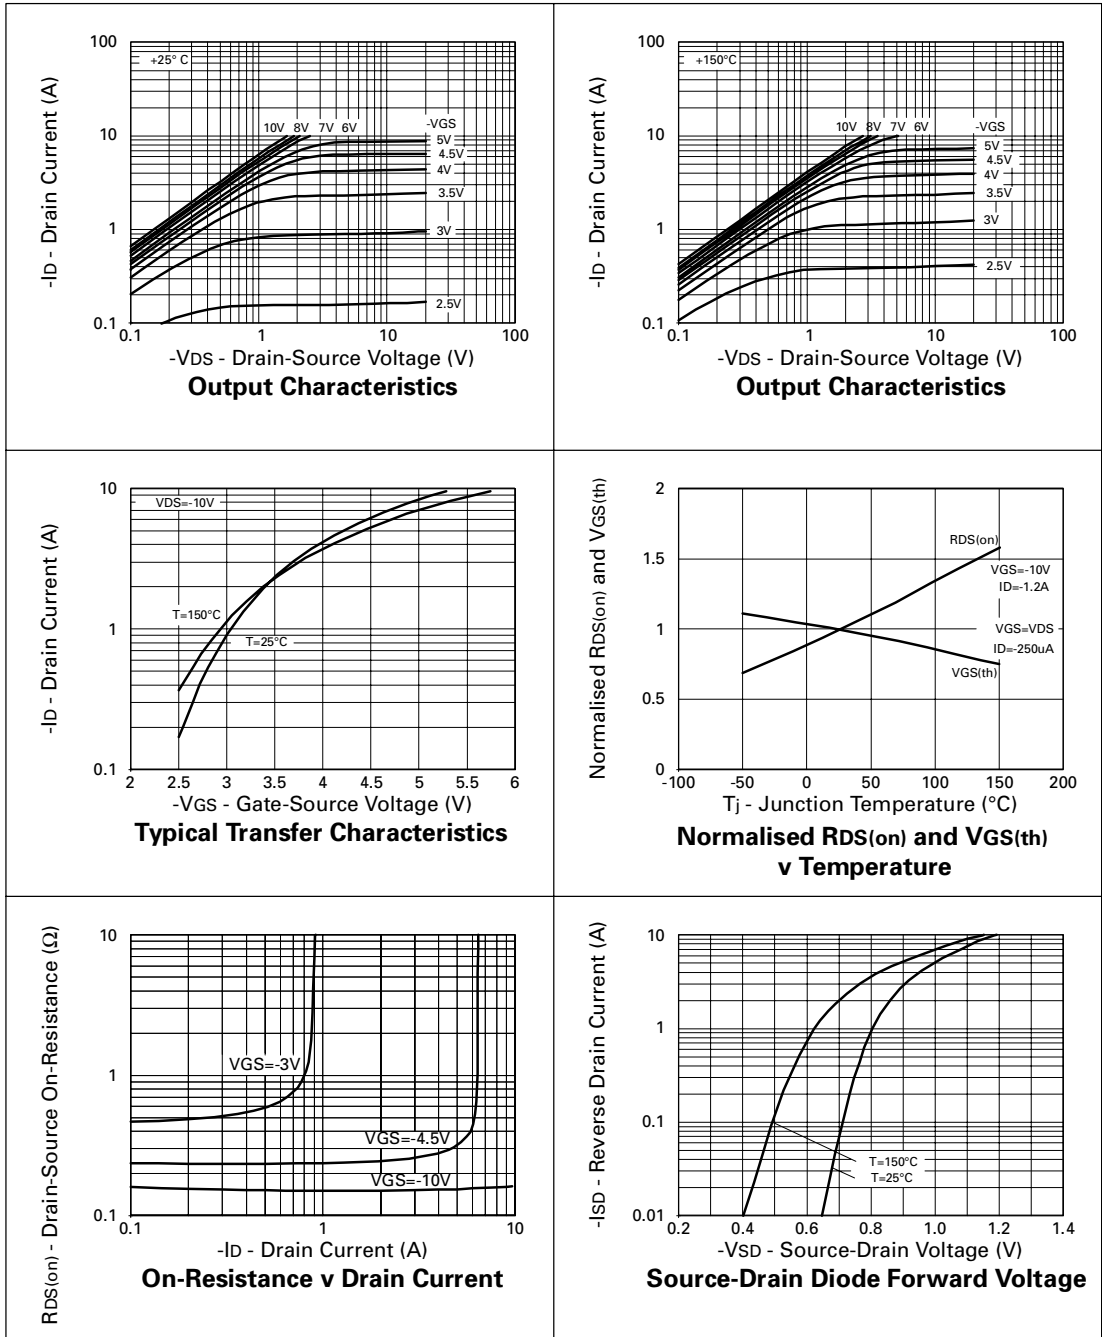 -ID - Drain Current (A)
100
10
1
0.1
+25° C
10V 8V 7V 6V
-VGS
5V
4.5V
4V
3.5V
3V
2.5V
0.1 1 10 100
-VDS - Drain-Source Voltage (V)
Output Characteristics
-ID - Drain Current (A)
100
10
1
0.1
+150°C
10V 8V 7V 6V
-VGS
5V
4.5V
4V
3.5V
3V
2.5V
0.1 1 10 100
-VDS - Drain-Source Voltage (V)
Output Characteristics
-ID - Drain Current (A)
10
1
0.1
VDS=-10V
T=150°C
T=25°C
2 2.5 3 3.5 4 4.5 5 5.5 6
-VGS - Gate-Source Voltage (V)
Typical Transfer Characteristics
Normalised RDS(on) and VGS(th)
2
1.5
1
0.5
0
RDS(on)
VGS=-10V
ID=-1.2A
VGS=VDS
ID=-250uA
VGS(th)
-100 -50 0 50 100 150 200
Tj - Junction Temperature (°C)
Normalised RDS(on) and VGS(th)
v Temperature
RDS(on) - Drain-Source On-Resistance (Ω)
10
1
0.1
VGS=-3V
VGS=-4.5V
VGS=-10V
0.1 1 10
-ID - Drain Current (A)
On-Resistance v Drain Current
-ISD - Reverse Drain Current (A)
10
1
0.1
0.01
T=150°C
T=25°C
0.2 0.4 0.6 0.8 1.0 1.2 1.4
-VSD - Source-Drain Voltage (V)
Source-Drain Diode Forward Voltage